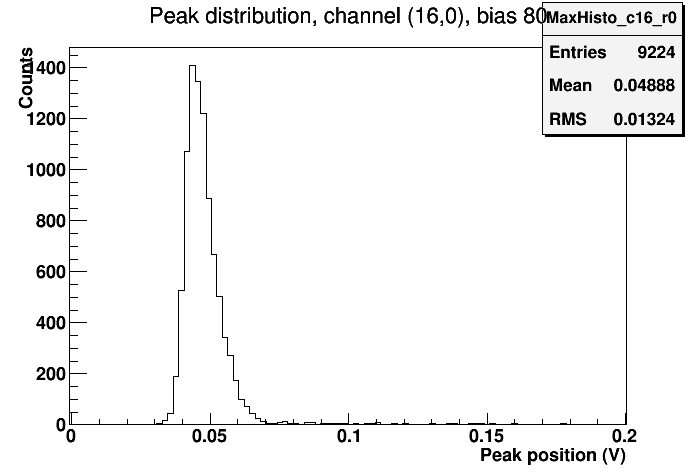 Peak distribution, channel (16,0), bias 80
MaxHisto_c16_r0
Entries 9224
Mean 0.04888
RMS 0.01324
Counts
1400
1200
1000
800
600
400
200
0
0 0.05 0.1 0.15 0.2
Peak position (V)